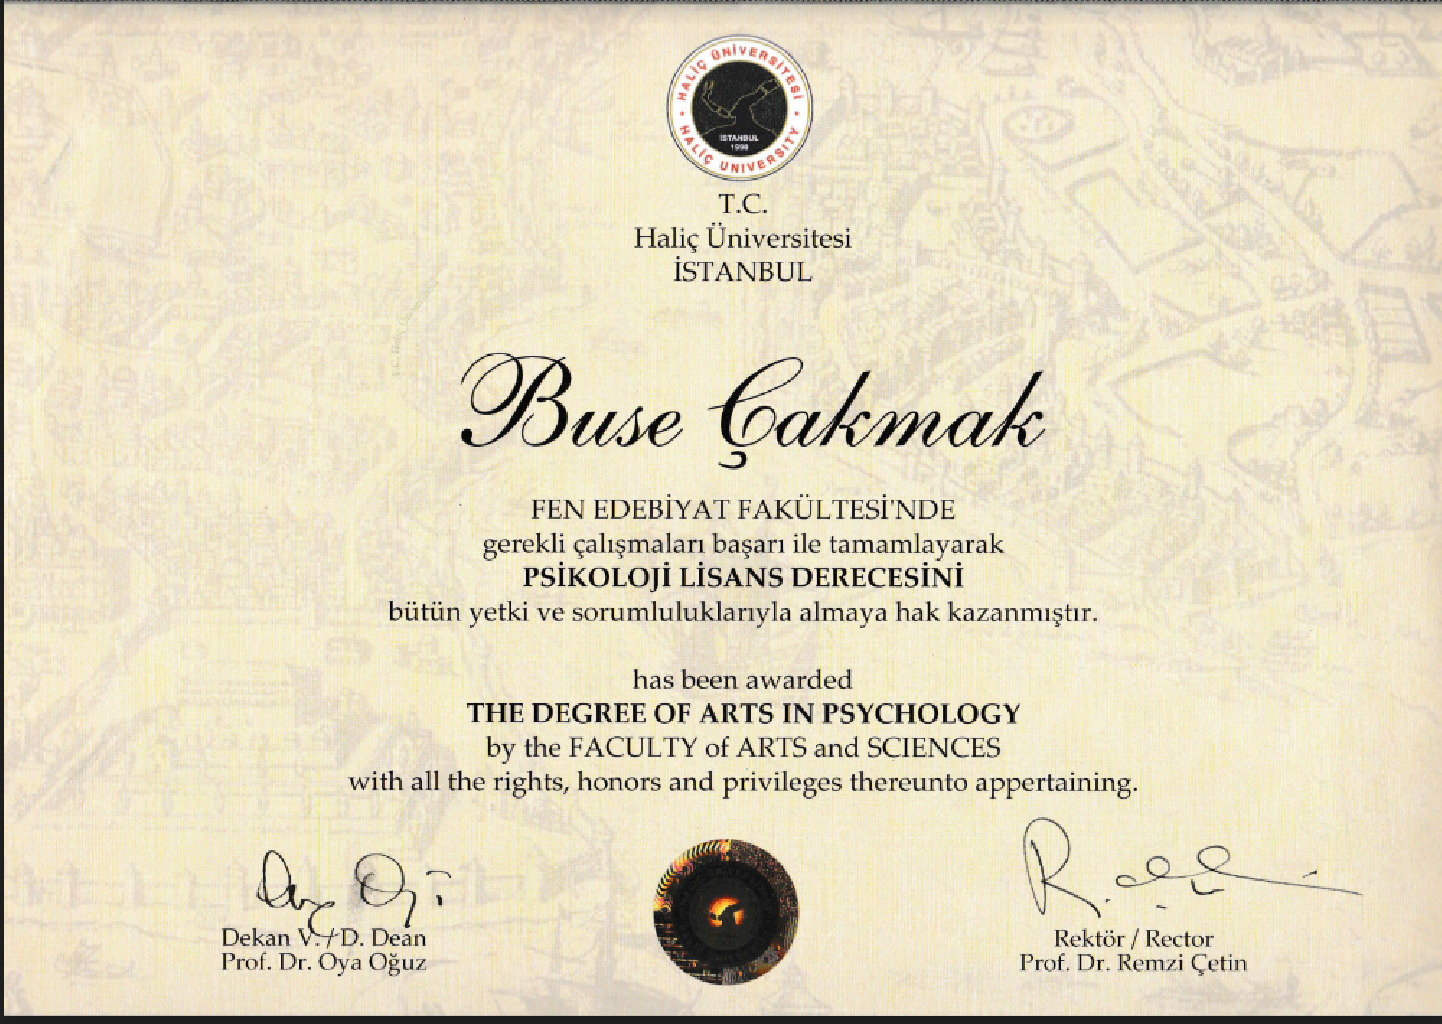 HALİÇ ÜNİVERSİTESİ
İSTANBUL
1998
HALİÇ UNIVERSITY
T.C.
Haliç Üniversitesi
İSTANBUL
Buse Çakmak
FEN EDEBİYAT FAKÜLTESİ'NDE
gerekli çalışmaları başarı ile tamamlayarak
PSİKOLOJİ LİSANS DERECESİNİ
bütün yetki ve sorumluluklarıyla almaya hak kazanmıştır.
has been awarded
THE DEGREE OF ARTS IN PSYCHOLOGY
by the FACULTY of ARTS and SCIENCES
with all the rights, honors and privileges thereunto appertaining.
Dekan V. / D. Dean
Prof. Dr. Oya Oğuz
Rektör / Rector
Prof. Dr. Remzi Çetin